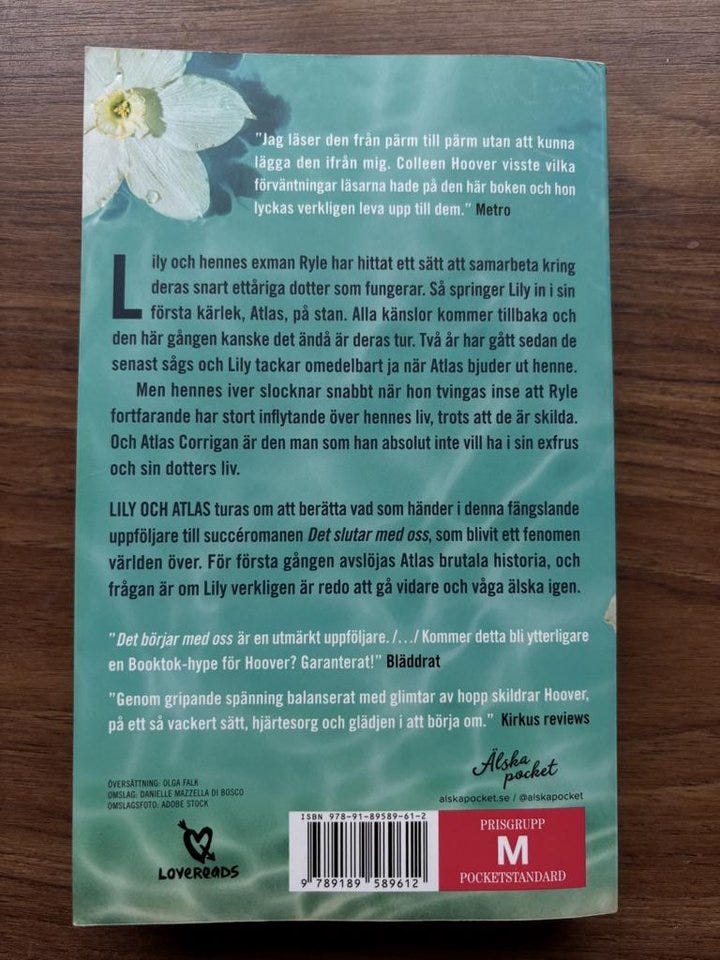 "Jag läser den från pärm till pärm utan att kunna
lägga den ifrån mig. Colleen Hoover visste vilka
förväntningar läsarna hade på den här boken och hon
lyckas verkligen leva upp till dem." Metro
Lily och hennes exman Ryle har hittat ett sätt att samarbeta kring
deras snart ettåriga dotter som fungerar. Så springer Lily in i sin
första kärlek, Atlas, på stan. Alla känslor kommer tillbaka och
den här gången kanske det ändå är deras tur. Två år har gått sedan de
senast sågs och Lily tackar omedelbart ja när Atlas bjuder ut henne.
Men hennes iver slocknar snabbt när hon tvingas inse att Ryle
fortfarande har stort inflytande över hennes liv, trots att de är skilda.
Och Atlas Corrigan är den man som han absolut inte vill ha i sin exfrus
och sin dotters liv.
LILY OCH ATLAS turas om att berätta vad som händer i denna fängslande
uppföljare till succéromanen Det slutar med oss, som blivit ett fenomen
världen över. För första gången avslöjas Atlas brutala historia, och
frågan är om Lily verkligen är redo att gå vidare och våga älska igen.
"Det börjar med oss är en utmärkt uppföljare. /.../ Kommer detta bli ytterligare
en Booktok-hype för Hoover? Garanterat!" Bläddrat
"Genom gripande spänning balanserat med glimtar av hopp skildrar Hoover,
på ett så vackert sätt, hjärtesorg och glädjen i att börja om." Kirkus reviews
Älska
pocket
alskapocket.se / @alskapocket
ÖVERSÄTTNING: OLGA FALK
OMSLAG: DANIELLE MAZZELLA DI BOSCO
OMSLAGSFOTO: ADOBE STOCK
LOVEREADS
ISBN 978-91-89589-61-2
9 789189 589612
PRISGRUPP
M
POCKETSTANDARD